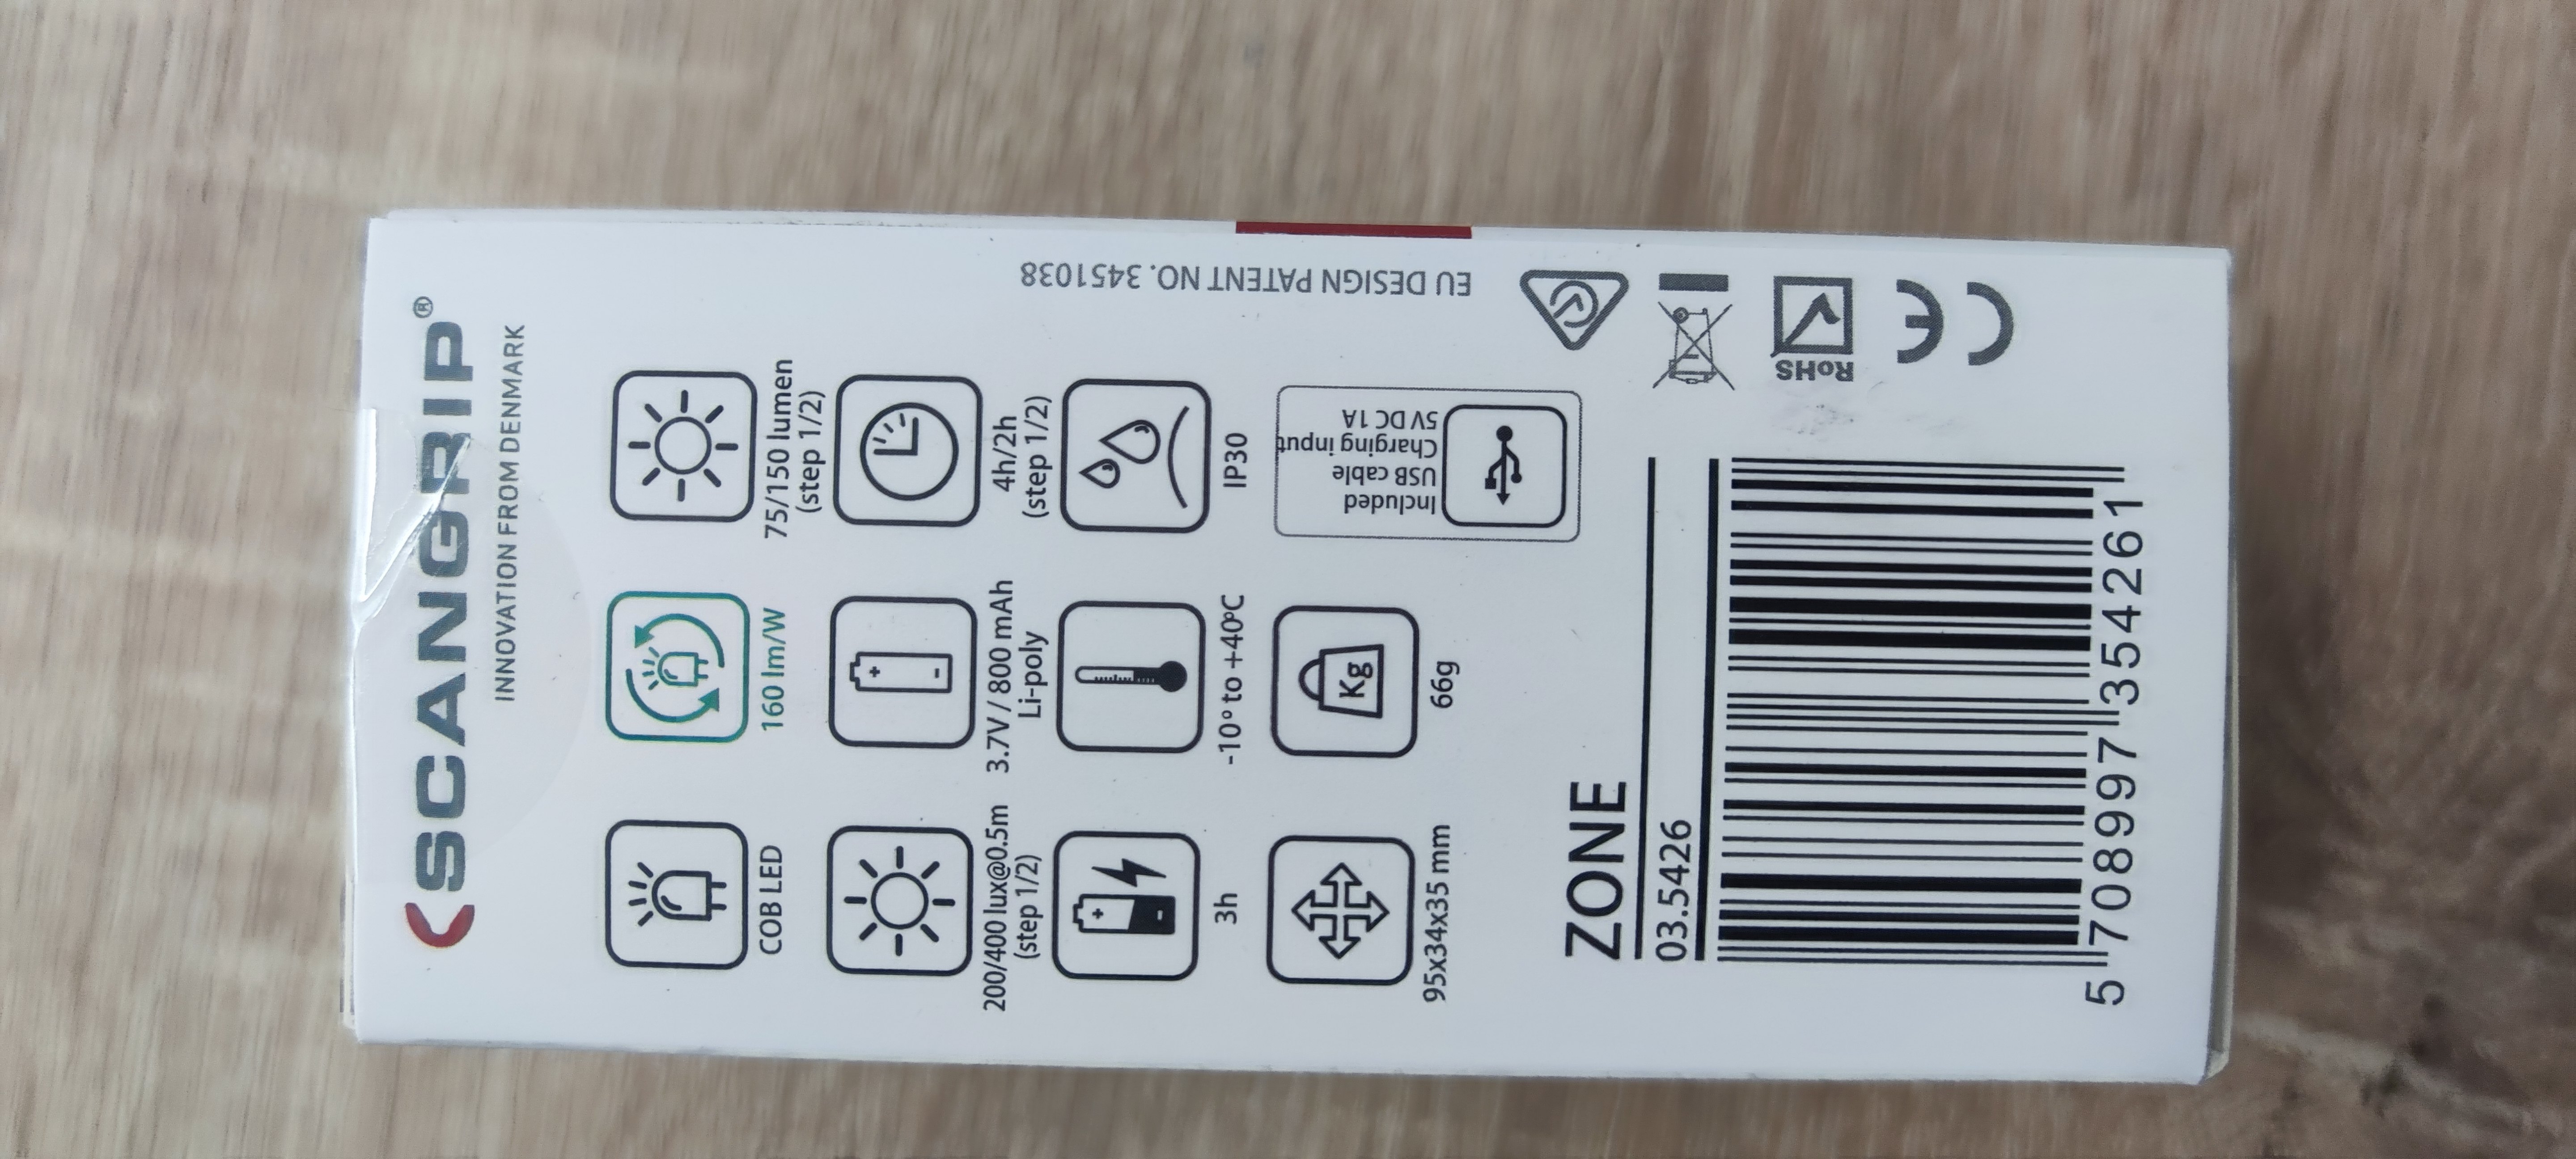 SCANGRIP®
INNOVATION FROM DENMARK
COB LED
160 lm/W
75/150 lumen
(step 1/2)
200/400 lux@0.5m
(step 1/2)
3.7V / 800 mAh
Li-poly
4h/2h
(step 1/2)
3h
-10° to +40ºC
IP30
95x34x35 mm
Kg
66g
Included
USB cable
Charging input
5V DC 1A
EU DESIGN PATENT NO. 3451038
ZONE
03.5426
5 708997 354261
RoHS
CE